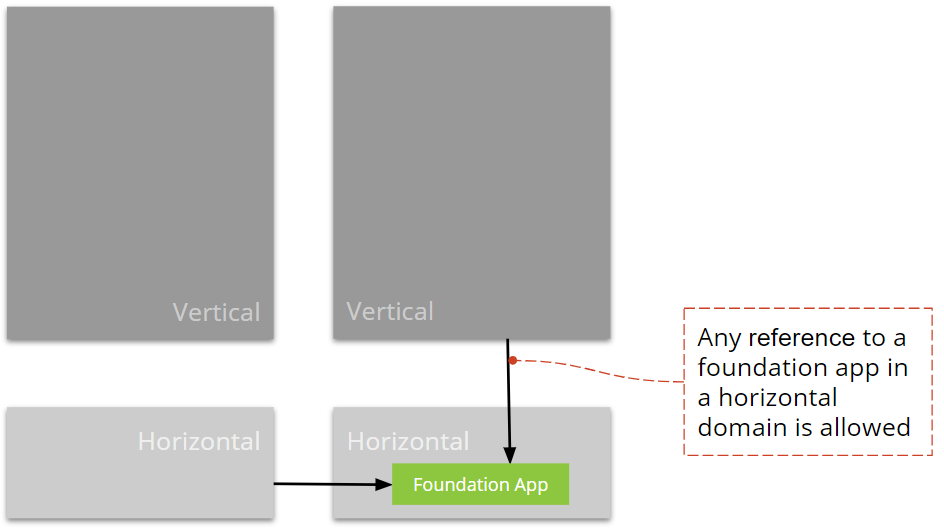 Vertical
Vertical
Any reference to a
foundation app in
a horizontal
domain is allowed
Horizontal
Horizontal
Foundation App